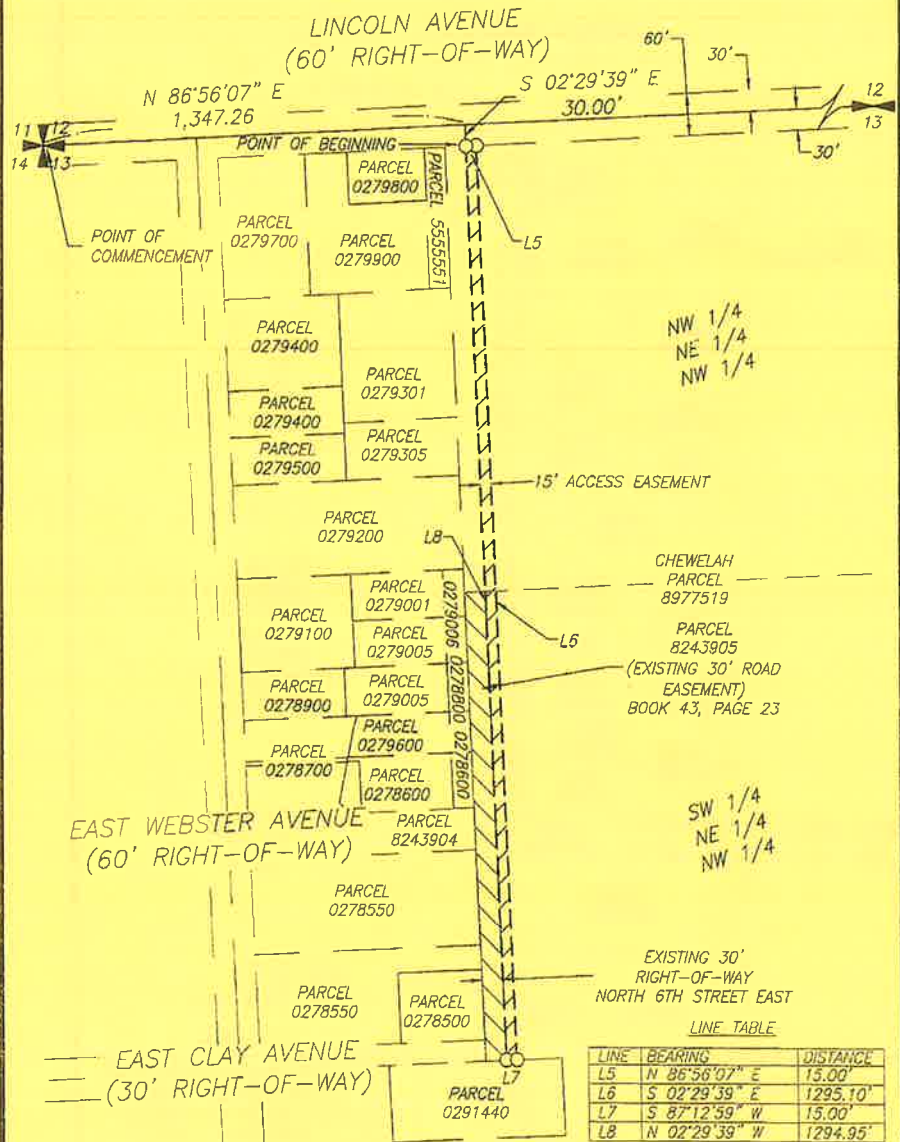 LINCOLN AVENUE
(60' RIGHT-OF-WAY)
N 86°56'07" E
1,347.26
S 02°29'39" E
30.00'
60'
30'
12
13
30'
11 12
14 13
POINT OF BEGINNING
POINT OF
COMMENCEMENT
PARCEL
0279800
PARCEL 5555551
PARCEL
0279700
PARCEL
0279900
L5
NW 1/4
NE 1/4
NW 1/4
PARCEL
0279400
PARCEL
0279301
PARCEL
0279400
PARCEL
0279305
PARCEL
0279500
15' ACCESS EASEMENT
PARCEL
0279200
L8
L6
CHEWELAH
PARCEL
8977519
PARCEL
8243905
(EXISTING 30' ROAD
EASEMENT)
BOOK 43, PAGE 23
PARCEL
0279001
PARCEL
0279100
PARCEL
0279005
0279006 0278800 0278600
PARCEL
0278900
PARCEL
0279005
PARCEL
0279600
PARCEL
0278700
PARCEL
0278600
EAST WEBSTER AVENUE
(60' RIGHT-OF-WAY)
PARCEL
8243904
SW 1/4
NE 1/4
NW 1/4
PARCEL
0278550
EXISTING 30'
RIGHT-OF-WAY
NORTH 6TH STREET EAST
PARCEL
0278550
PARCEL
0278500
EAST CLAY AVENUE
(30' RIGHT-OF-WAY)
L7
PARCEL
0291440
LINE TABLE
LINE BEARING DISTANCE
L5 N 86°56'07" E 15.00'
L6 S 02°29'39" E 1295.10'
L7 S 87°12'59" W 15.00'
L8 N 02°29'39" W 1294.95'